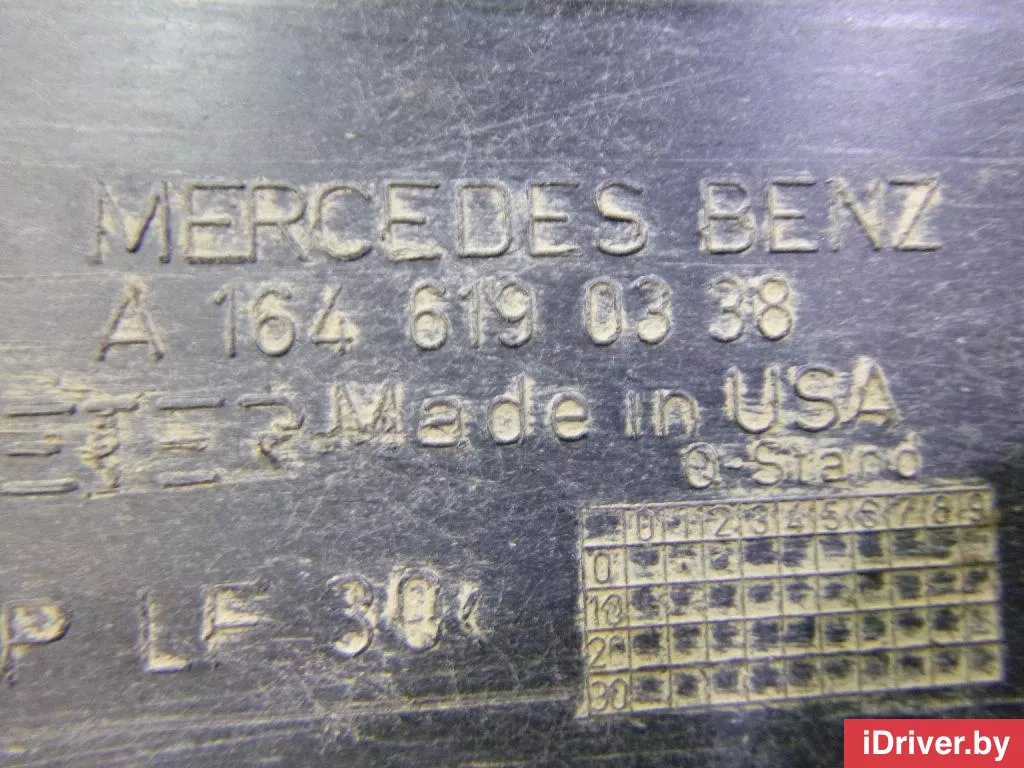 MERCEDES BENZ
A 164 619 03 38
Made in USA
Q-Stand
0 1 2 3 4 5 6 7 8 9
0
10
20
30
P LF 30
iDriver.by